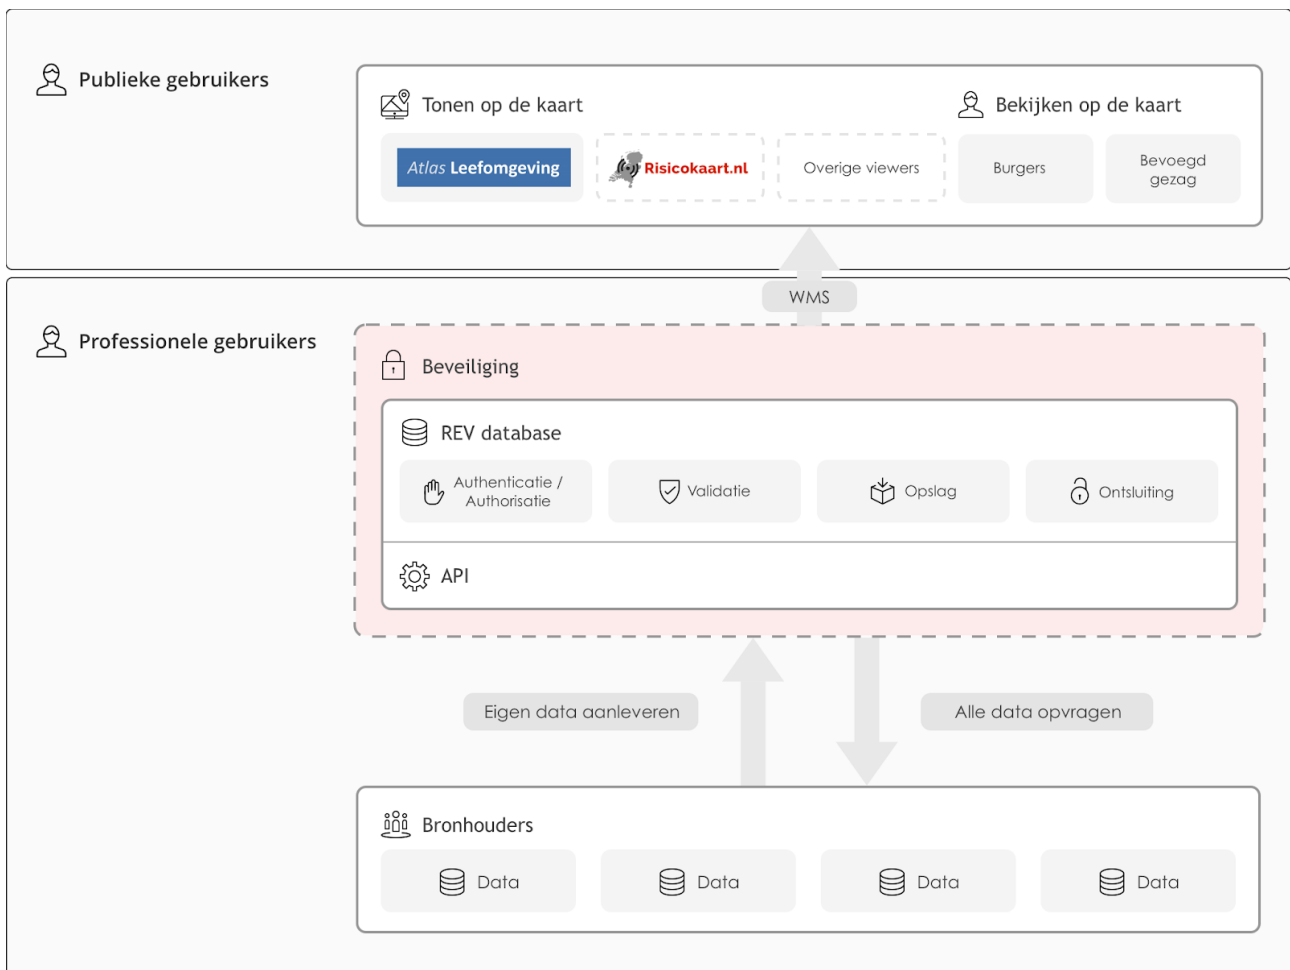 Publieke gebruikers
Tonen op de kaart
Bekijken op de kaart
Atlas Leefomgeving
Risicokaart.nl
Overige viewers
Burgers
Bevoegd
gezag
WMS
Professionele gebruikers
Beveiliging
REV database
Authenticatie /
Authorisatie
Validatie
Opslag
Ontsluiting
API
Eigen data aanleveren
Alle data opvragen
Bronhouders
Data
Data
Data
Data